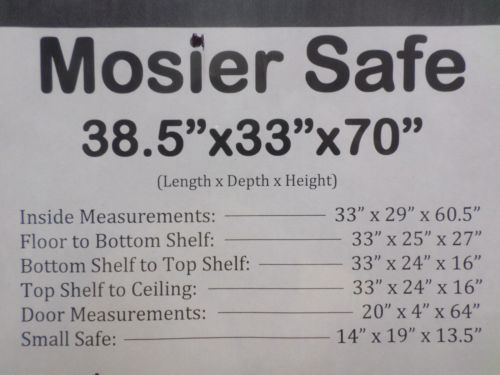 Mosier Safe
38.5”x33”x70”
(Length x Depth x Height)
Inside Measurements: 33” x 29” x 60.5”
Floor to Bottom Shelf: 33” x 25” x 27”
Bottom Shelf to Top Shelf: 33” x 24” x 16”
Top Shelf to Ceiling: 33” x 24” x 16”
Door Measurements: 20” x 4” x 64”
Small Safe: 14” x 19” x 13.5”